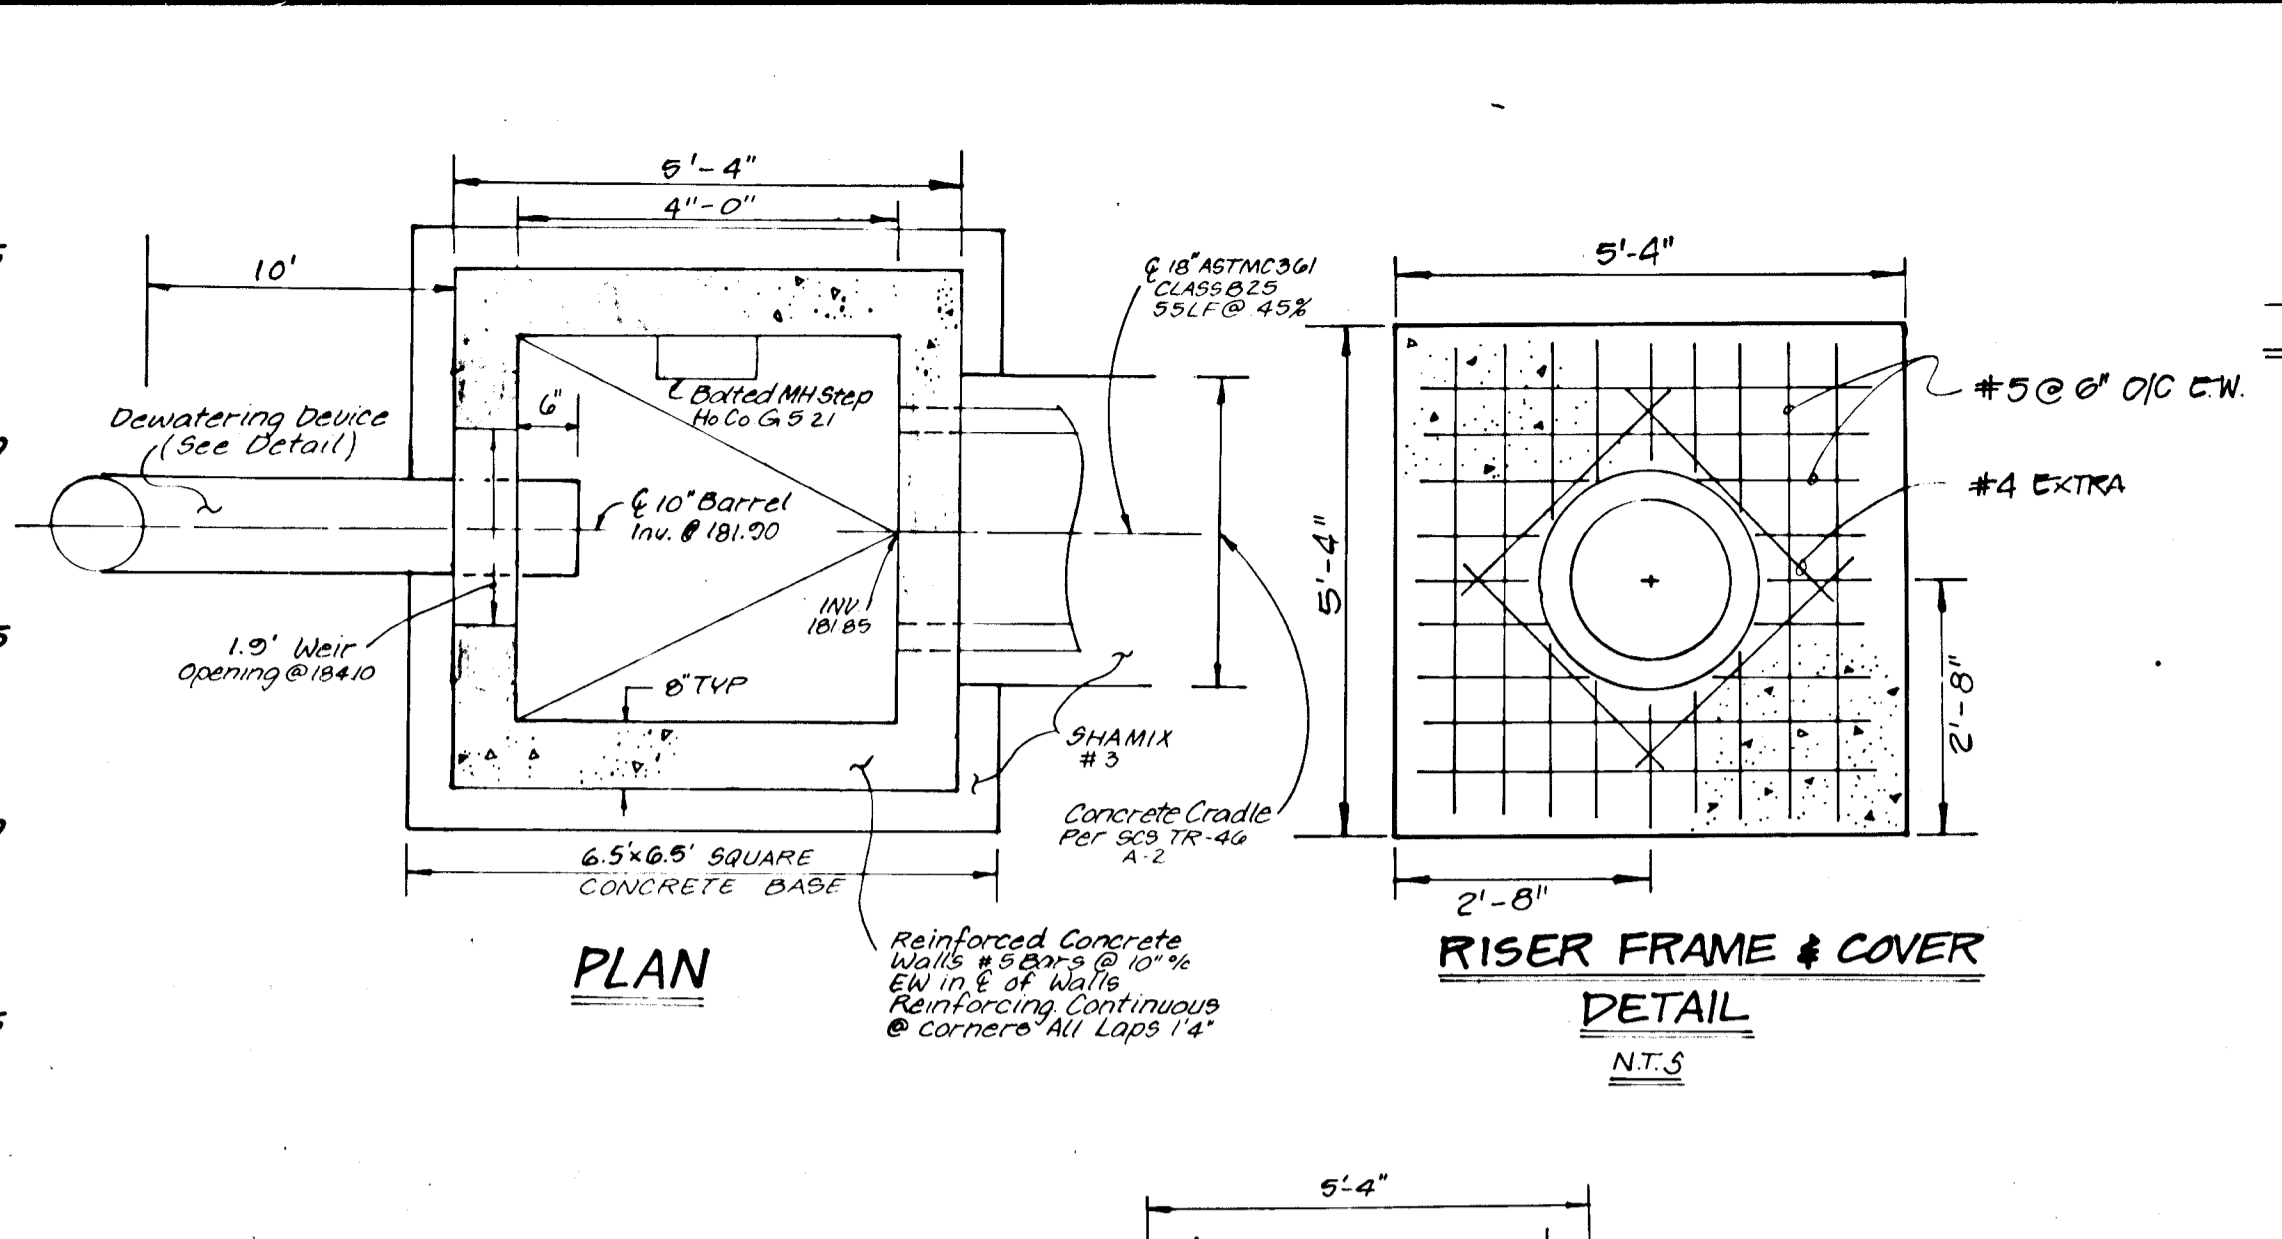 5'-4"
4"-0"
10'
Dewatering Device
(See Detail)
6"
Bolted MH Step
Ho Co G 5 21
℄ 10" Barrel
Inv. @ 181.90
INV.
181.85
1.9' Weir
Opening @ 184.10
8" TYP
℄ 18" ASTM C361
CLASS B25
55LF @ .45%
SHAMIX
# 3
Concrete Cradle
Per SCS TR-46
A-2
6.5'x6.5' SQUARE
CONCRETE BASE
PLAN
Reinforced Concrete
Walls #5 Bars @ 10" o/c
EW in ℄ of Walls
Reinforcing Continuous
@ Corners All Laps 1'4"
5'-4"
5'-4"
#5 @ 6" O/C E.W.
#4 EXTRA
2'-8"
2'-8"
RISER FRAME & COVER
DETAIL
N.T.S
5'-4"